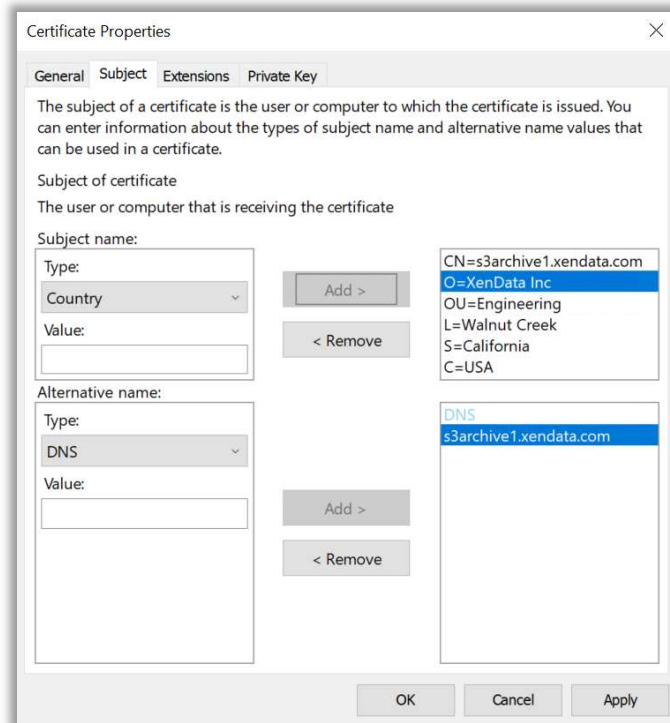 Certificate Properties
General Subject Extensions Private Key
The subject of a certificate is the user or computer to which the certificate is issued. You
can enter information about the types of subject name and alternative name values that
can be used in a certificate.
Subject of certificate
The user or computer that is receiving the certificate
Subject name:
Type:
Country
Value:
Add >
< Remove
CN=s3archive1.xendata.com
O=XenData Inc
OU=Engineering
L=Walnut Creek
S=California
C=USA
Alternative name:
Type:
DNS
Value:
Add >
< Remove
DNS
s3archive1.xendata.com
OK Cancel Apply